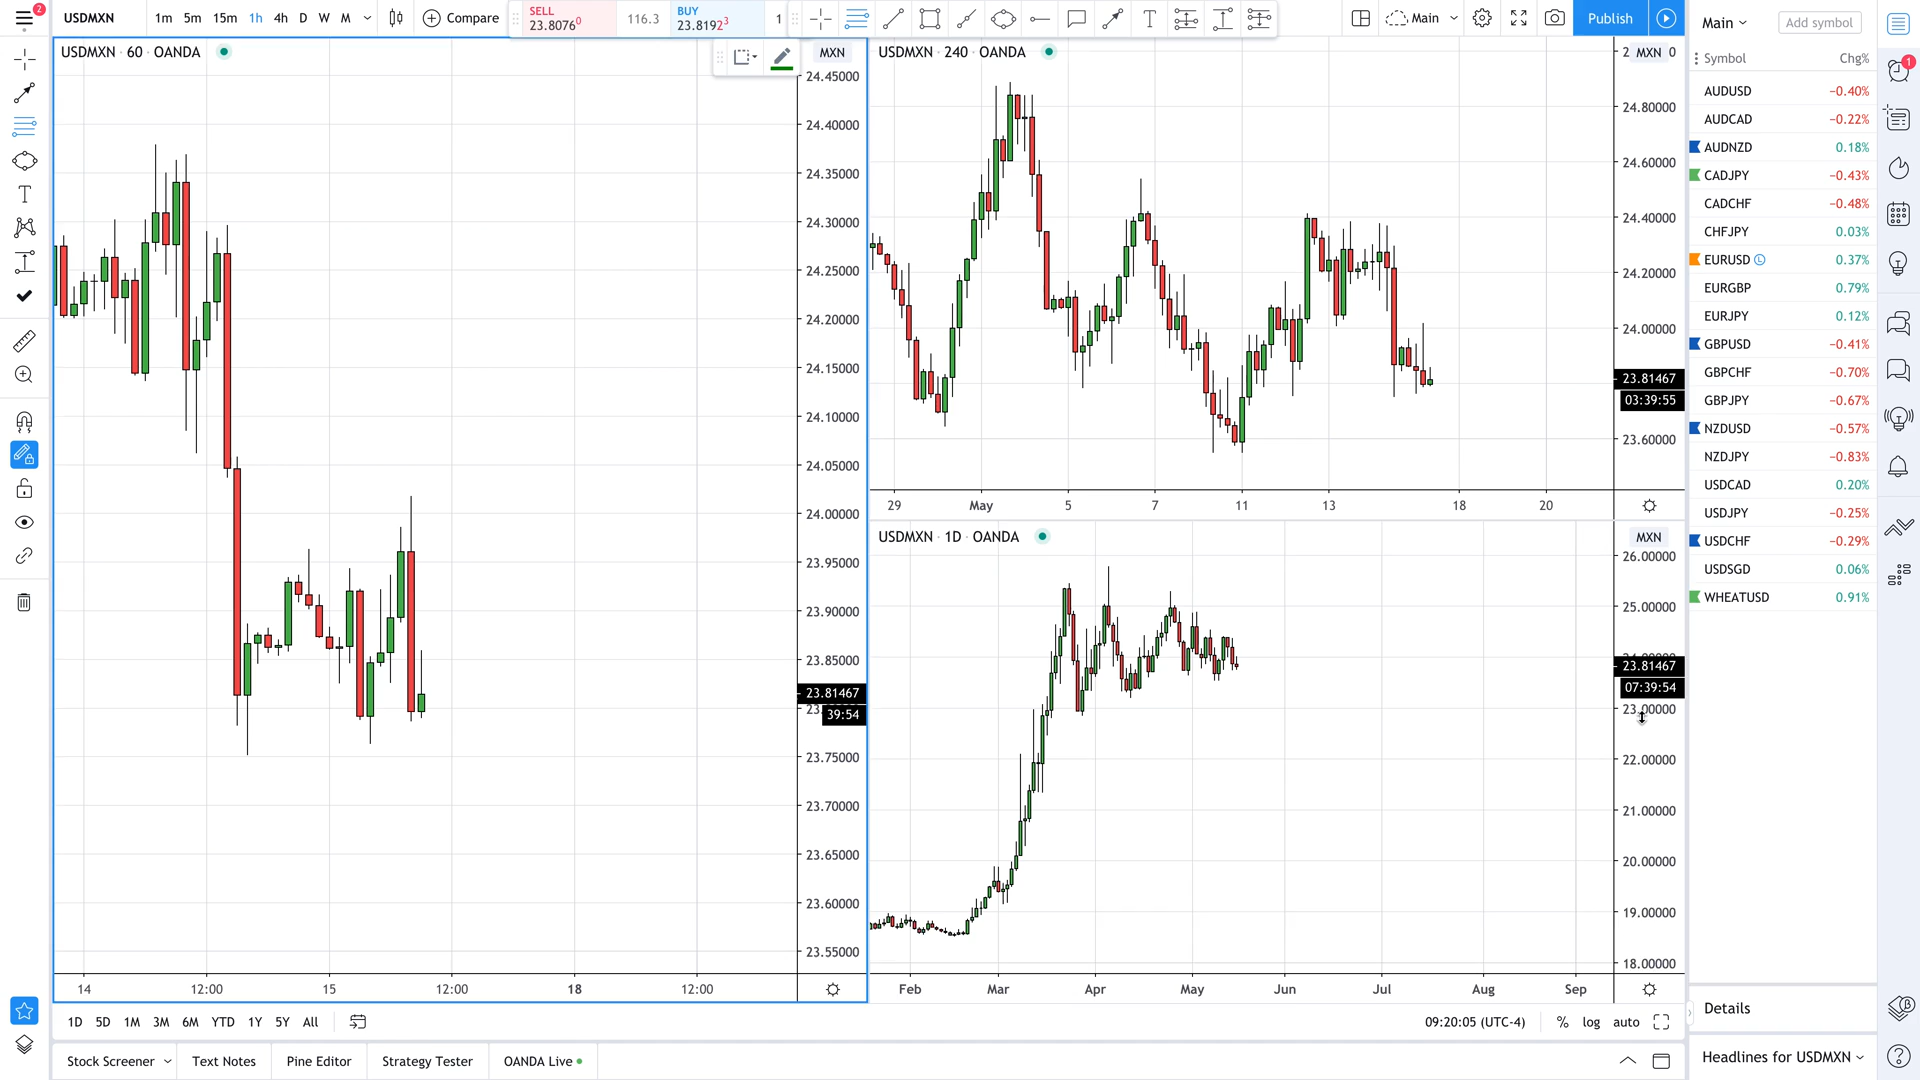 2
USDMXN
1m 5m 15m 1h 4h D W M
Compare
SELL
23.80760
116.3
BUY
23.81923
1
T
Main
Publish
Main
Add symbol
USDMXN · 60 · OANDA
MXN
24.45000
24.40000
24.35000
24.30000
24.25000
24.20000
24.15000
24.10000
24.05000
24.00000
23.95000
23.90000
23.85000
23.81467
39:54
23.75000
23.70000
23.65000
23.60000
23.55000
14 12:00 15 12:00 18 12:00
USDMXN · 240 · OANDA
MXN
24.80000
24.60000
24.40000
24.20000
24.00000
23.81467
03:39:55
23.60000
29 May 5 7 11 13 18 20
USDMXN · 1D · OANDA
MXN
26.00000
25.00000
23.81467
07:39:54
23.00000
22.00000
21.00000
20.00000
19.00000
18.00000
Feb Mar Apr May Jun Jul Aug Sep
1D 5D 1M 3M 6M YTD 1Y 5Y All
09:20:05 (UTC-4)
% log auto
Stock Screener Text Notes Pine Editor Strategy Tester OANDA Live
Symbol Chg%
AUDUSD −0.40%
AUDCAD −0.22%
AUDNZD 0.18%
CADJPY −0.43%
CADCHF −0.48%
CHFJPY 0.03%
EURUSD L 0.37%
EURGBP 0.79%
EURJPY 0.12%
GBPUSD −0.41%
GBPCHF −0.70%
GBPJPY −0.67%
NZDUSD −0.57%
NZDJPY −0.83%
USDCAD 0.20%
USDJPY −0.25%
USDCHF −0.29%
USDSGD 0.06%
WHEATUSD 0.91%
Details
Headlines for USDMXN
1